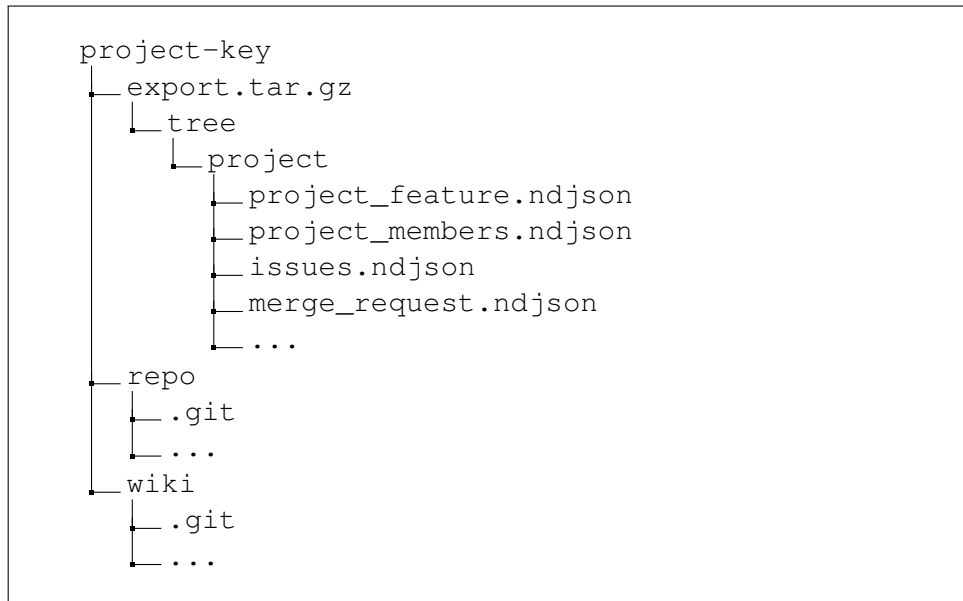 project-key
export.tar.gz
tree
project
project_feature.ndjson
project_members.ndjson
issues.ndjson
merge_request.ndjson
...
repo
.git
...
wiki
.git
...